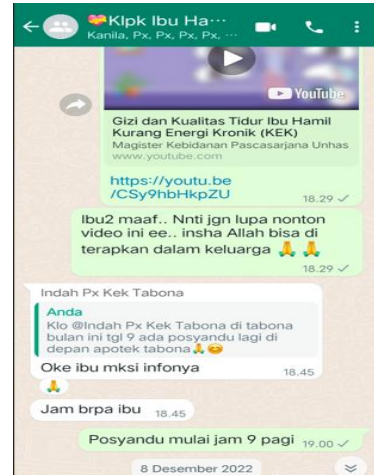 Klpk Ibu Ha...
Kanila, Px, Px, Px, Px, ...
YouTube
Gizi dan Kualitas Tidur Ibu Hamil
Kurang Energi Kronik (KEK)
Magister Kebidanan Pascasarjana Unhas
www.youtube.com
https://youtu.be
/CSy9hbHkpZU
18.29
Ibu2 maaf.. Nnti jgn lupa nonton
video ini ee.. insha Allah bisa di
terapkan dalam keluarga 🙏 🙏
18.29
Indah Px Kek Tabona
Anda
Klo @Indah Px Kek Tabona di tabona
bulan ini tgl 9 ada posyandu lagi di
depan apotek tabona🙏😊
Oke ibu mksi infonya
18.45
🙏
Jam brpa ibu 18.45
Posyandu mulai jam 9 pagi 19.00
8 Desember 2022